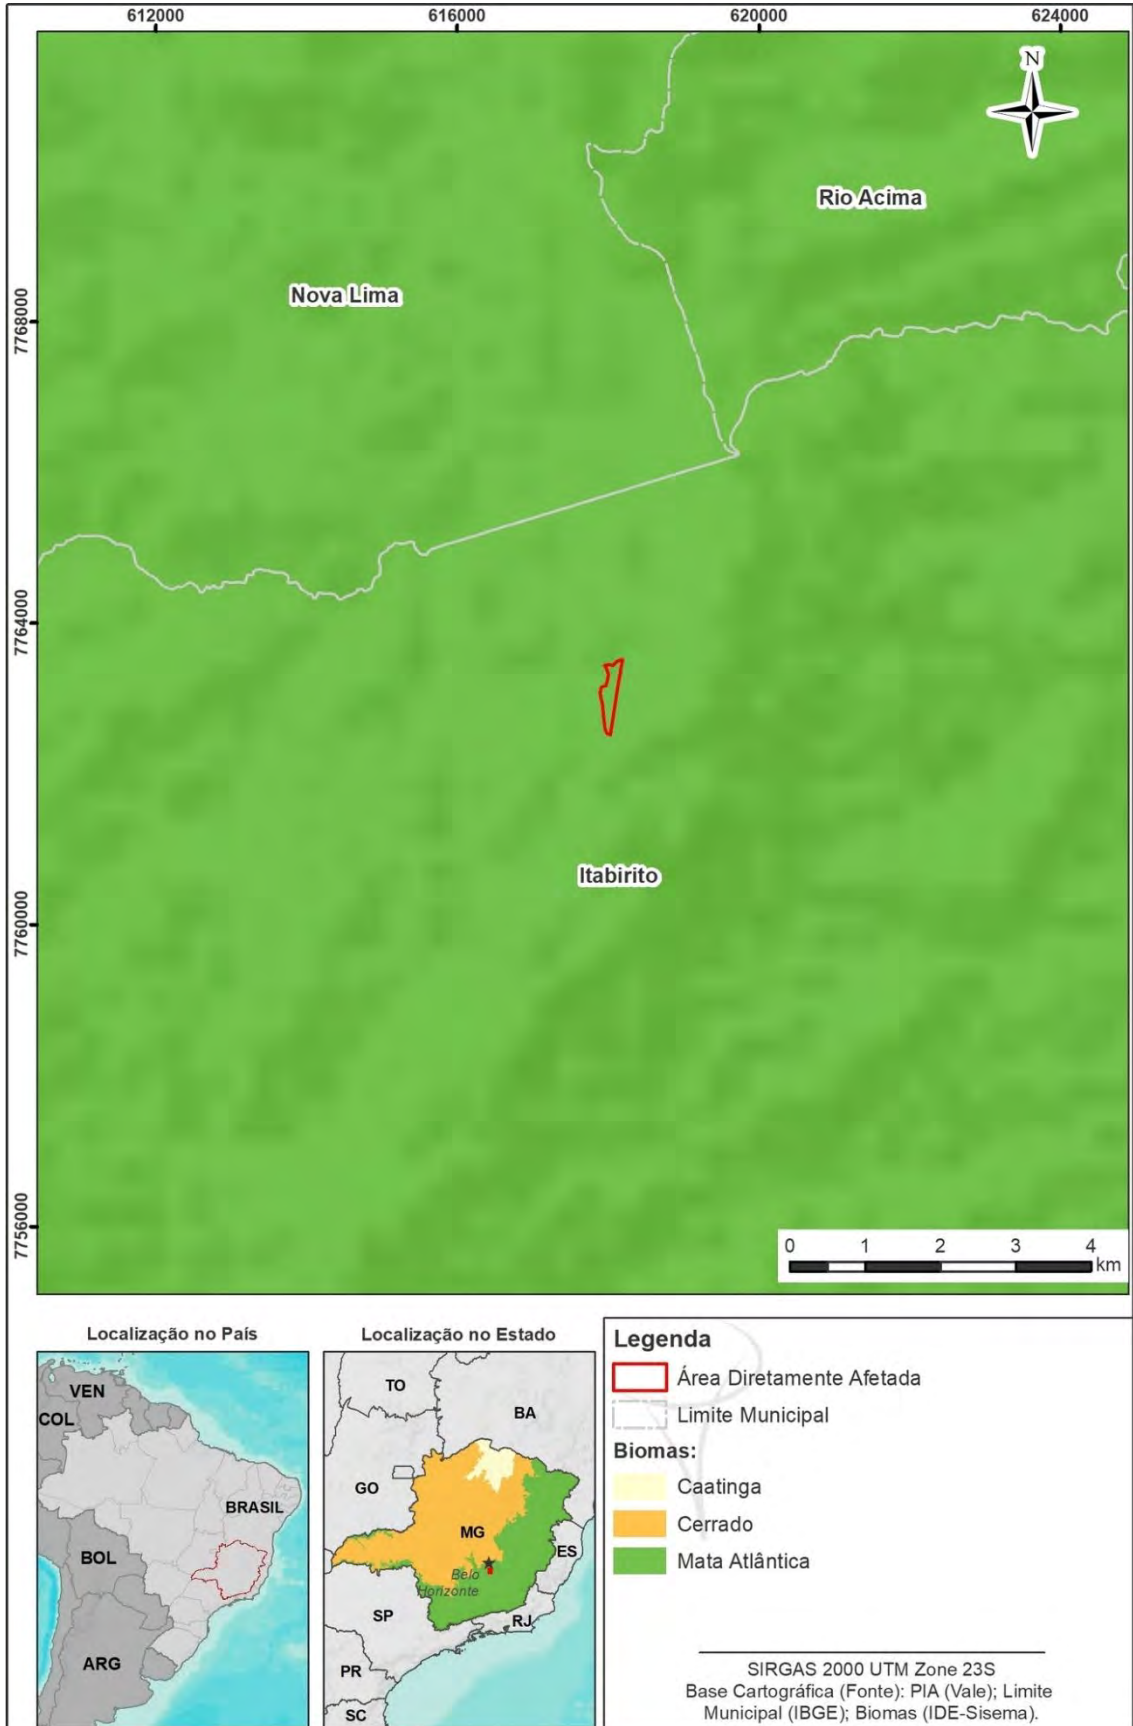 612000
616000
620000
624000
N
Rio Acima
Nova Lima
7768000
7764000
Itabirito
7760000
7756000
0 1 2 3 4
km
Localização no País
VEN
COL
BRASIL
BOL
ARG
Localização no Estado
TO
BA
GO
MG
ES
Belo
Horizonte
SP
RJ
PR
SC
Legenda
Área Diretamente Afetada
Limite Municipal
Biomas:
Caatinga
Cerrado
Mata Atlântica
SIRGAS 2000 UTM Zone 23S
Base Cartográfica (Fonte): PIA (Vale); Limite
Municipal (IBGE); Biomas (IDE-Sisema).